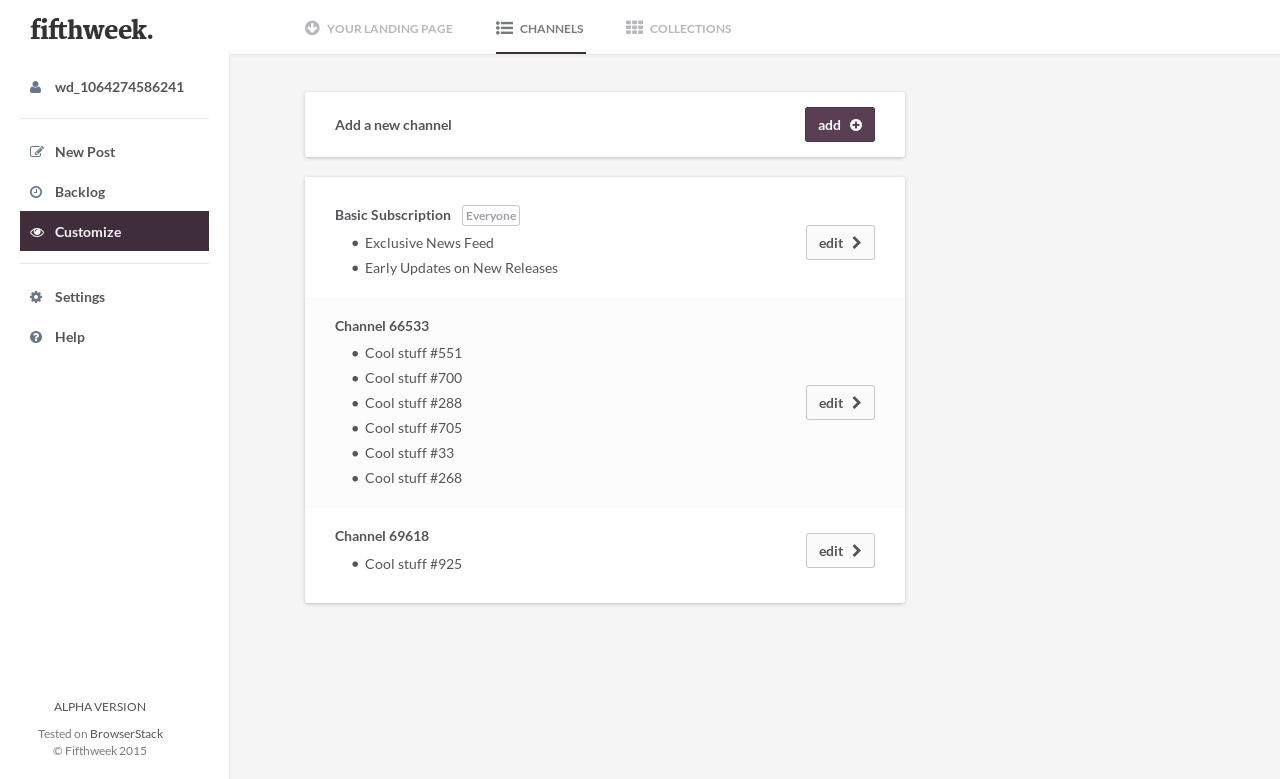 fifthweek.
YOUR LANDING PAGE
CHANNELS
COLLECTIONS
wd_1064274586241
New Post
Backlog
Customize
Settings
Help
Add a new channel
add
Basic Subscription Everyone
• Exclusive News Feed
• Early Updates on New Releases
edit
Channel 66533
• Cool stuff #551
• Cool stuff #700
• Cool stuff #288
• Cool stuff #705
• Cool stuff #33
• Cool stuff #268
edit
Channel 69618
• Cool stuff #925
edit
ALPHA VERSION
Tested on BrowserStack
© Fifthweek 2015